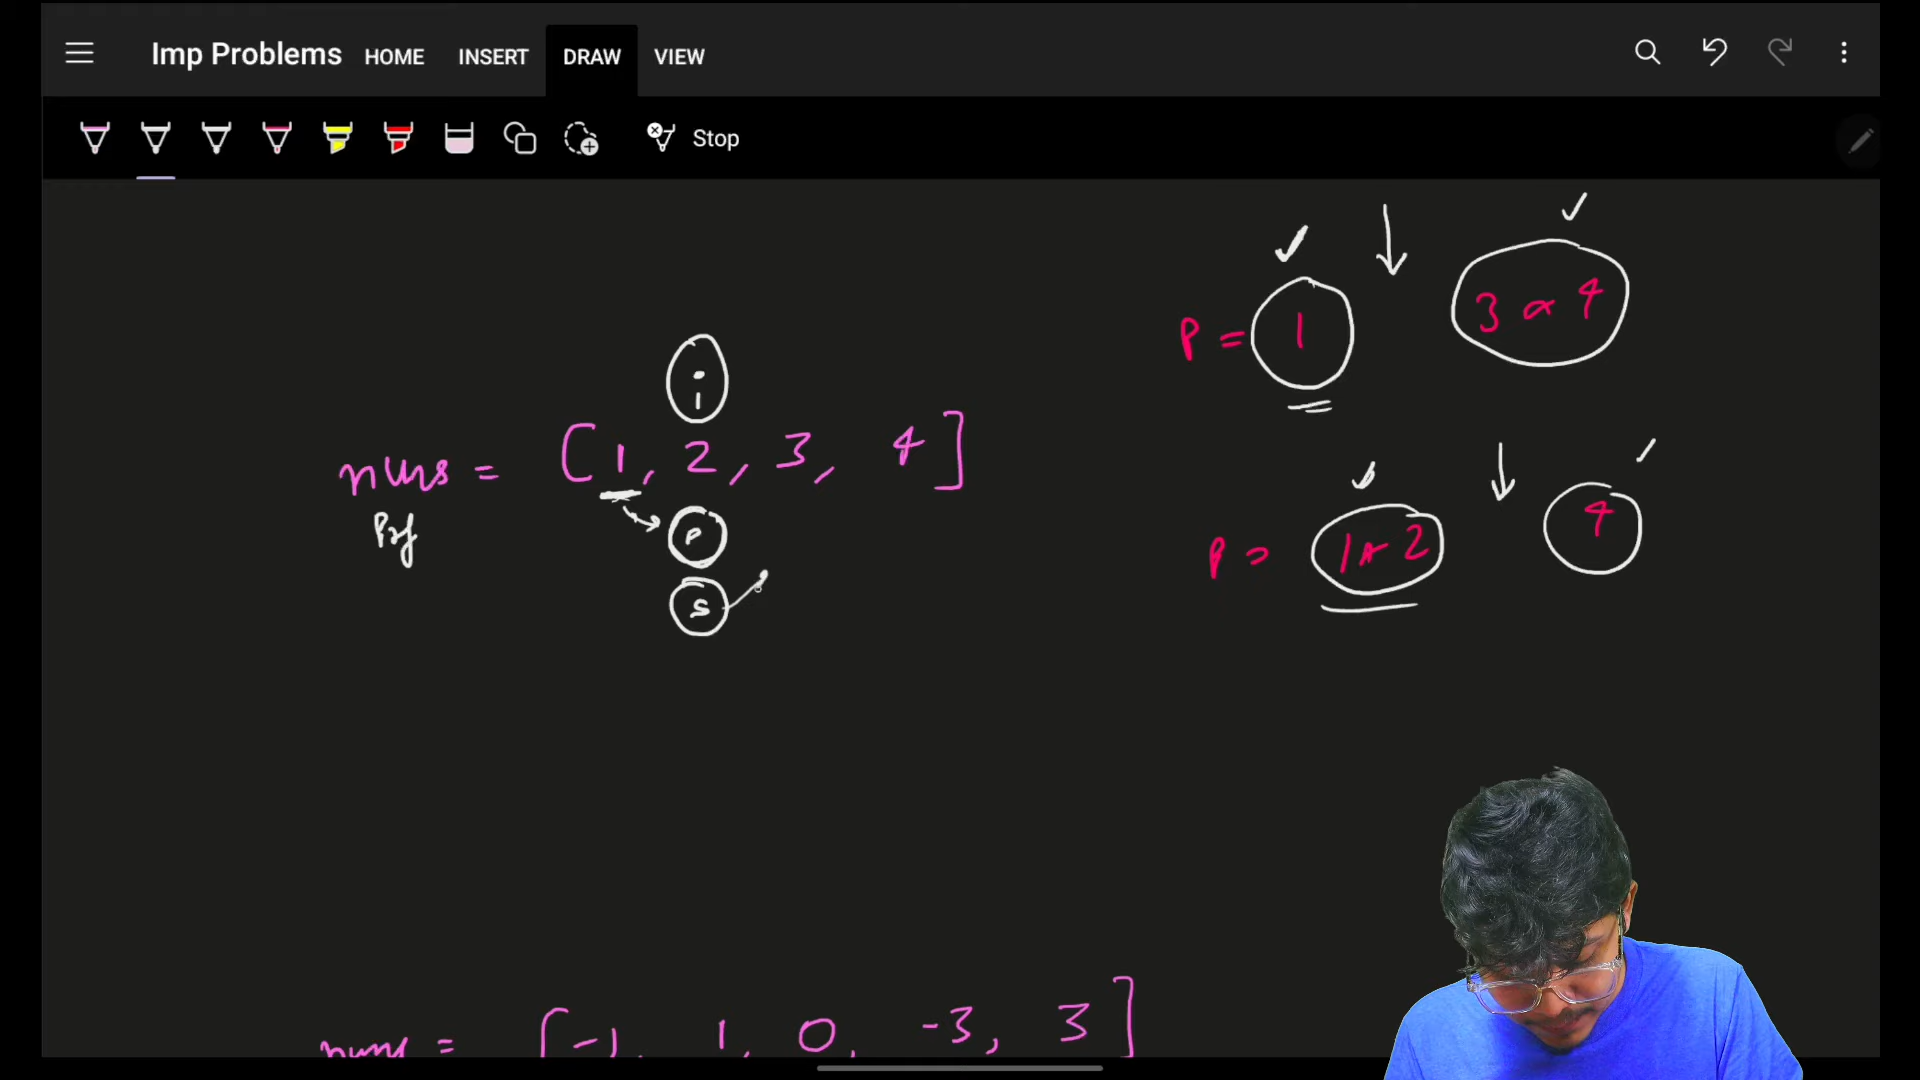 Imp Problems HOME INSERT DRAW VIEW
Stop
P = 1 3 * 4
i
nums = [1, 2, 3, 4]
Prf
P
S
P = 1 * 2 4
nums = [-1, 1, 0, -3, 3]